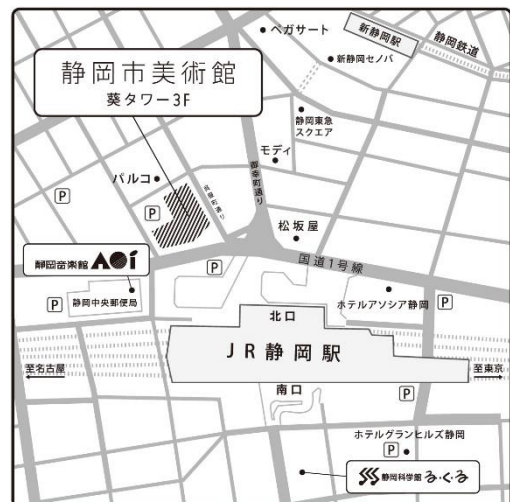 ペガサート
新静岡駅
静岡鉄道
新静岡セノバ
静岡市美術館
葵タワー3F
静岡東急
スクエア
モディ
御幸町通り
パルコ
呉服町通り
P
P
松坂屋
国道1号線
静岡音楽館 AOi
P
ホテルアソシア静岡
P
P
静岡中央郵便局
北口
JR静岡駅
至名古屋
至東京
南口
P
ホテルグランヒルズ静岡
P
静岡科学館 る・く・る